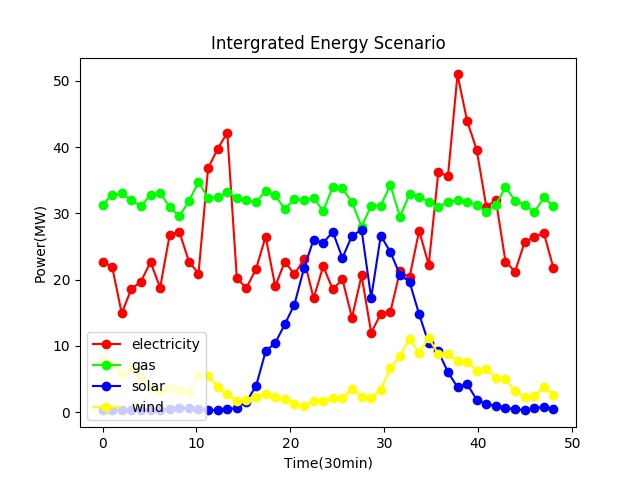 Intergrated Energy Scenario
Power(MW)
50
40
30
20
10
0
electricity
gas
solar
wind
0
10
20
30
40
50
Time(30min)